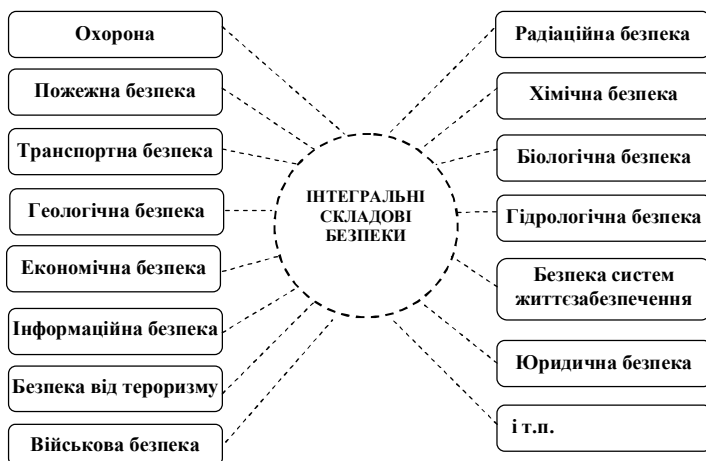 Охорона
Пожежна безпека
Транспортна безпека
Геологічна безпека
Економічна безпека
Інформаційна безпека
Безпека від тероризму
Військова безпека
ІНТЕГРАЛЬНІ
СКЛАДОВІ
БЕЗПЕКИ
Радіаційна безпека
Хімічна безпека
Біологічна безпека
Гідрологічна безпека
Безпека систем
життєзабезпечення
Юридична безпека
і т.п.